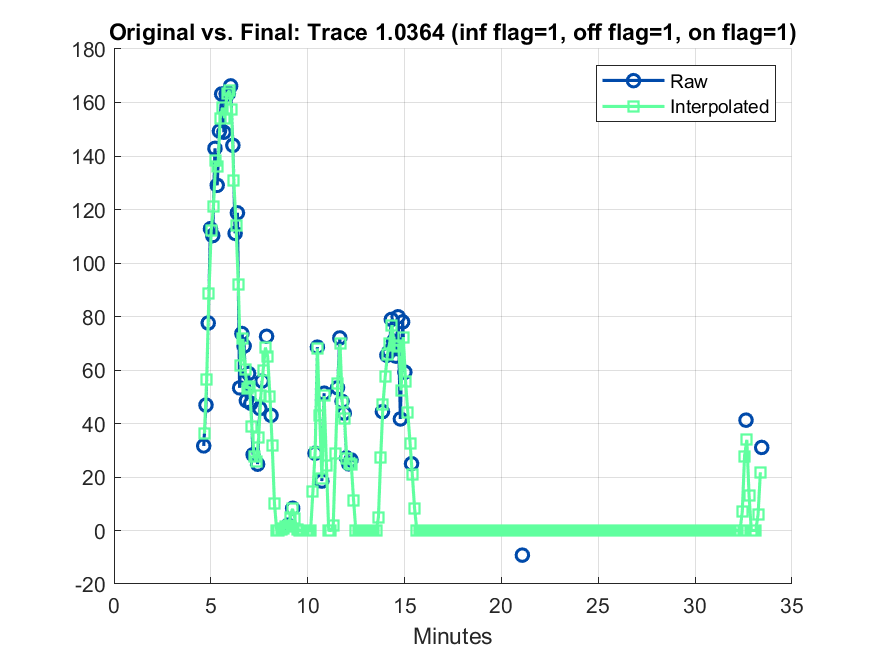 Original vs. Final: Trace 1.0364 (inf flag=1, off flag=1, on flag=1)
180
160
140
120
100
80
60
40
20
0
-20
Raw
Interpolated
0 5 10 15 20 25 30 35
Minutes